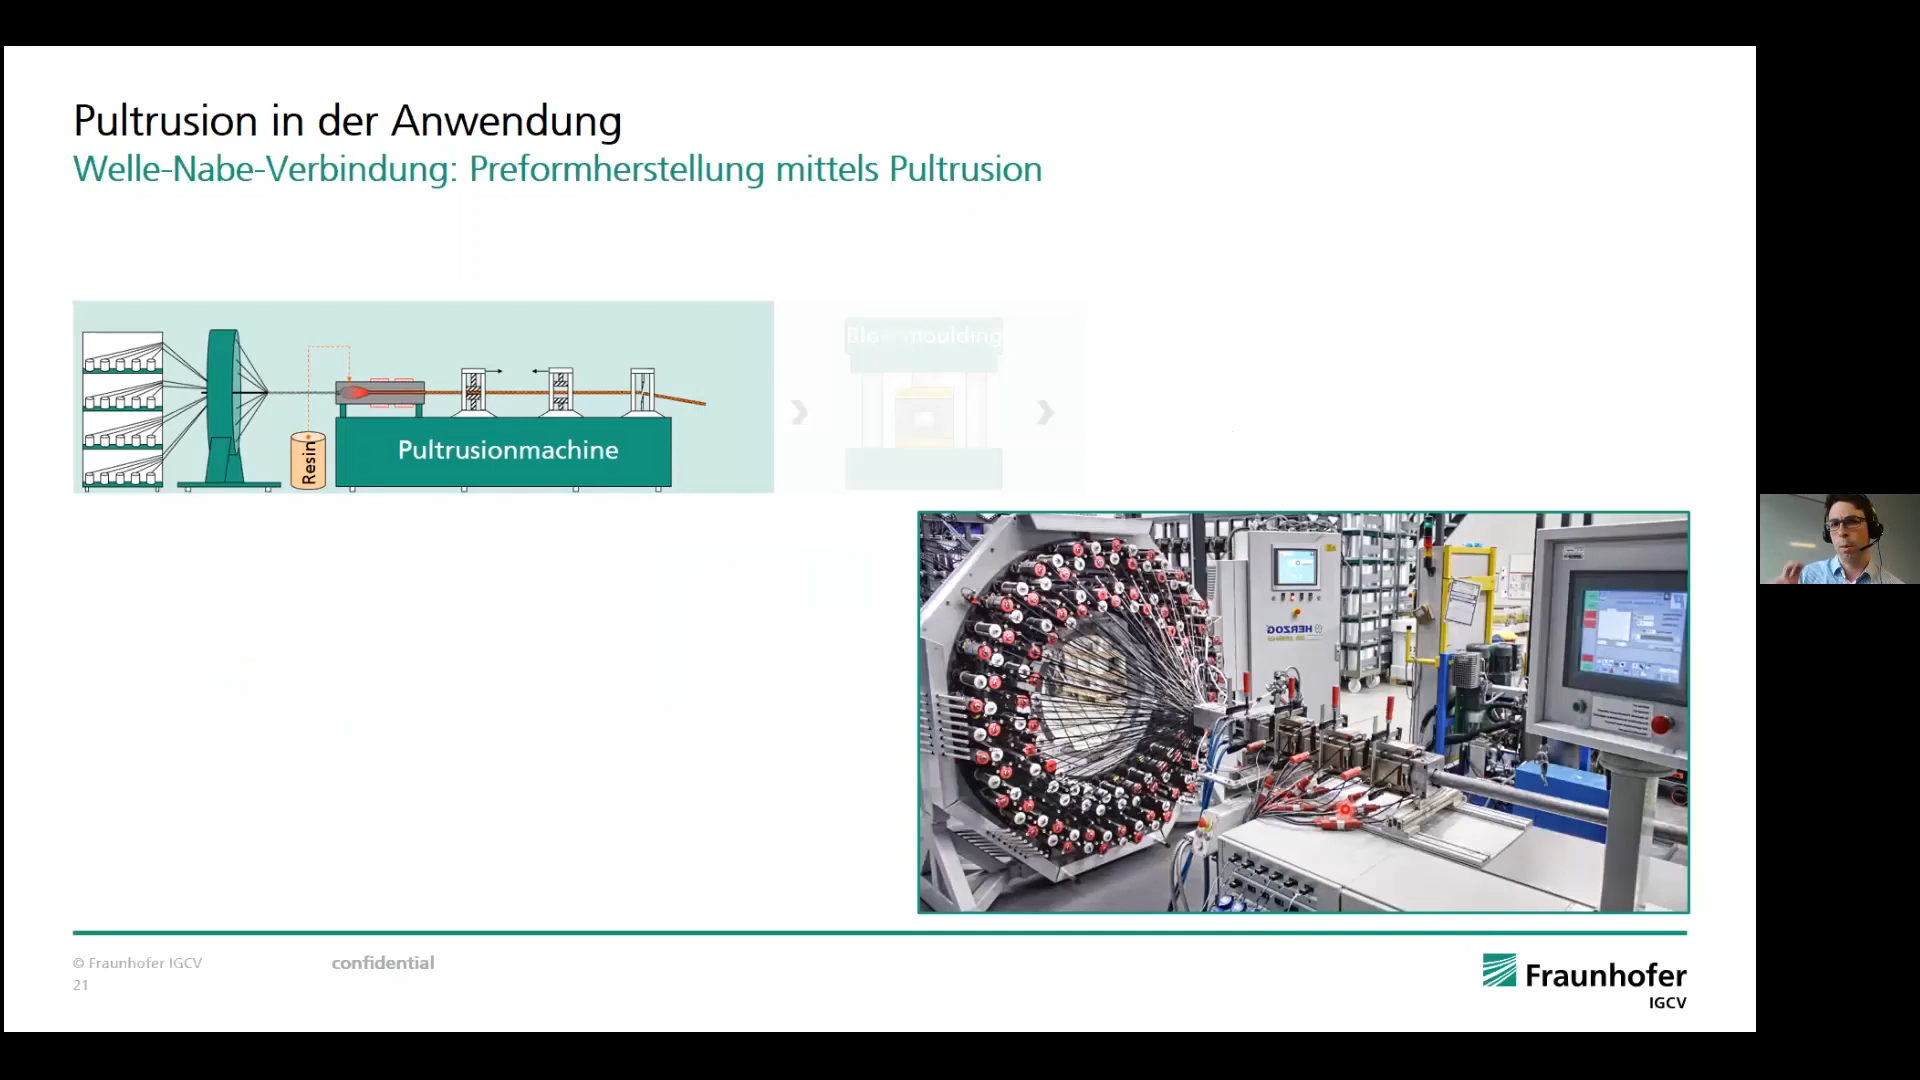 Pultrusion in der Anwendung
Welle-Nabe-Verbindung: Preformherstellung mittels Pultrusion
Resin
Pultrusionmachine
moulding
HERZOG
© Fraunhofer IGCV
confidential
21
Fraunhofer
IGCV